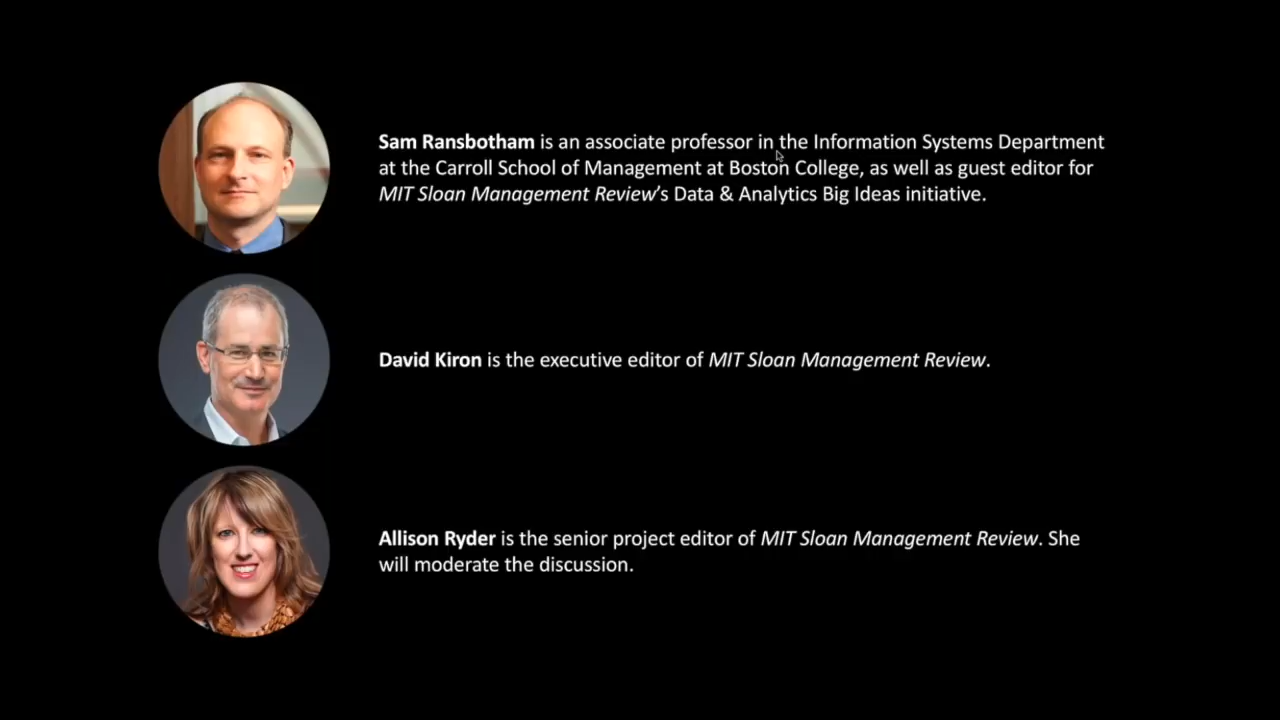 Sam Ransbotham is an associate professor in the Information Systems Department
at the Carroll School of Management at Boston College, as well as guest editor for
MIT Sloan Management Review’s Data & Analytics Big Ideas initiative.
David Kiron is the executive editor of MIT Sloan Management Review.
Allison Ryder is the senior project editor of MIT Sloan Management Review. She
will moderate the discussion.